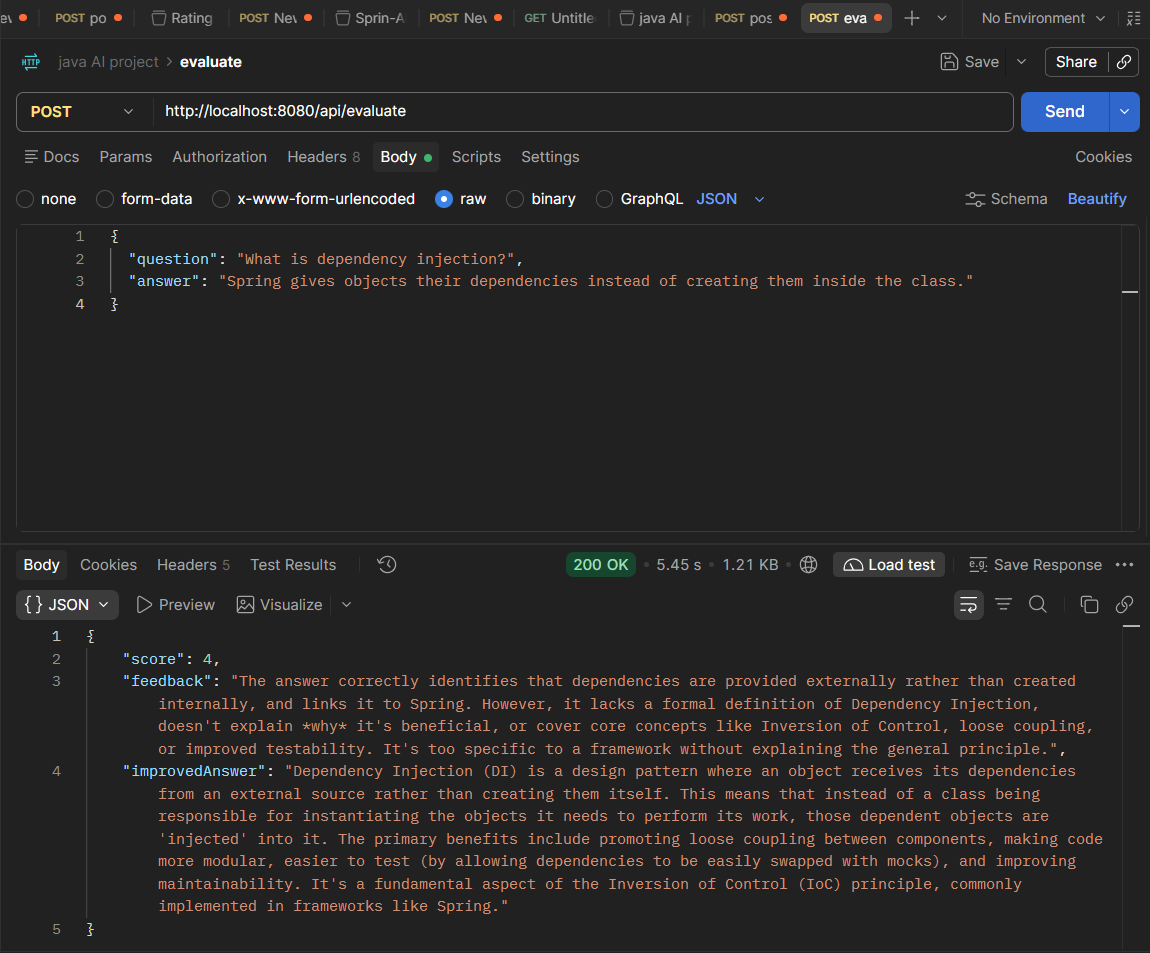 POST po
Rating
POST Nev
Sprin-A
POST Nev
GET Untitle
java AI p
POST pos
POST eva
No Environment
HTTP java AI project > evaluate
Save
Share
POST
http://localhost:8080/api/evaluate
Send
Docs Params Authorization Headers 8 Body Scripts Settings Cookies
none form-data x-www-form-urlencoded raw binary GraphQL JSON Schema Beautify
1 {
2 "question": "What is dependency injection?",
3 "answer": "Spring gives objects their dependencies instead of creating them inside the class."
4 }
Body Cookies Headers 5 Test Results 200 OK • 5.45 s • 1.21 KB • Load test e.g. Save Response
{} JSON Preview Visualize
1 {
2 "score": 4,
3 "feedback": "The answer correctly identifies that dependencies are provided externally rather than created
internally, and links it to Spring. However, it lacks a formal definition of Dependency Injection,
doesn't explain *why* it's beneficial, or cover core concepts like Inversion of Control, loose coupling,
or improved testability. It's too specific to a framework without explaining the general principle.",
4 "improvedAnswer": "Dependency Injection (DI) is a design pattern where an object receives its dependencies
from an external source rather than creating them itself. This means that instead of a class being
responsible for instantiating the objects it needs to perform its work, those dependent objects are
'injected' into it. The primary benefits include promoting loose coupling between components, making code
more modular, easier to test (by allowing dependencies to be easily swapped with mocks), and improving
maintainability. It's a fundamental aspect of the Inversion of Control (IoC) principle, commonly
implemented in frameworks like Spring."
5 }